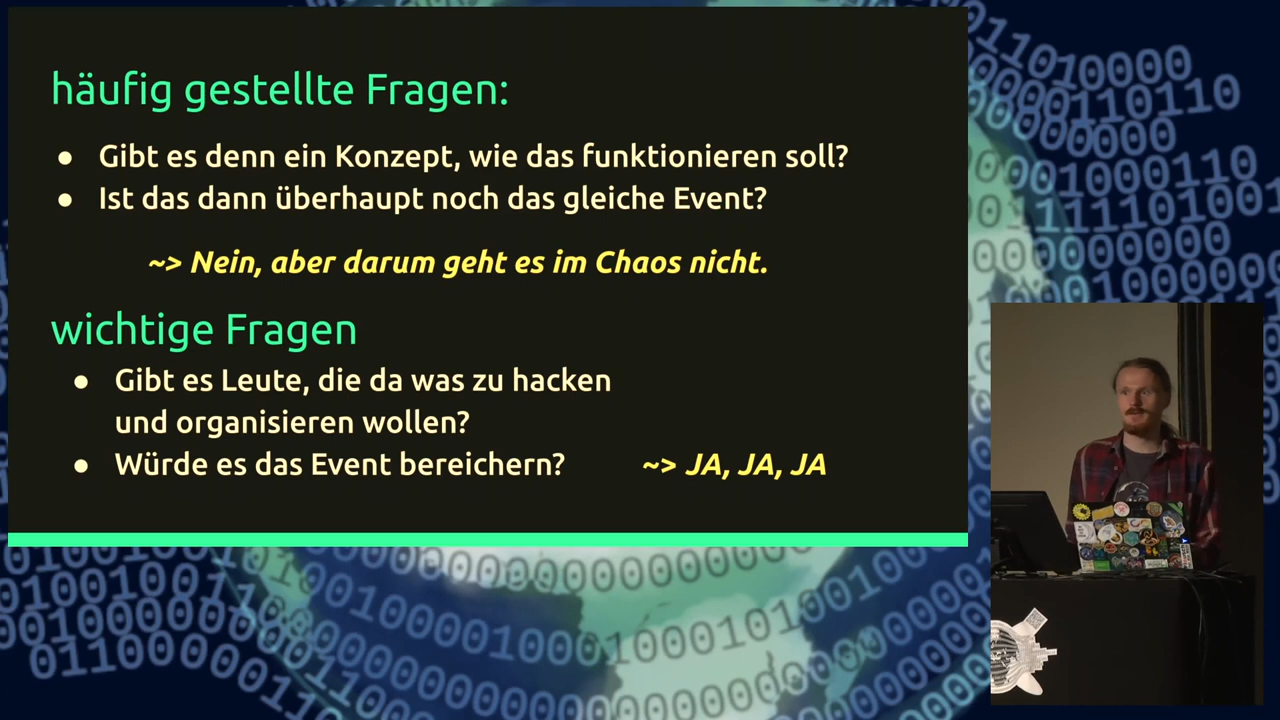 häufig gestellte Fragen:
● Gibt es denn ein Konzept, wie das funktionieren soll?
● Ist das dann überhaupt noch das gleiche Event?
~> Nein, aber darum geht es im Chaos nicht.
wichtige Fragen
● Gibt es Leute, die da was zu hacken
und organisieren wollen?
● Würde es das Event bereichern? ~> JA, JA, JA